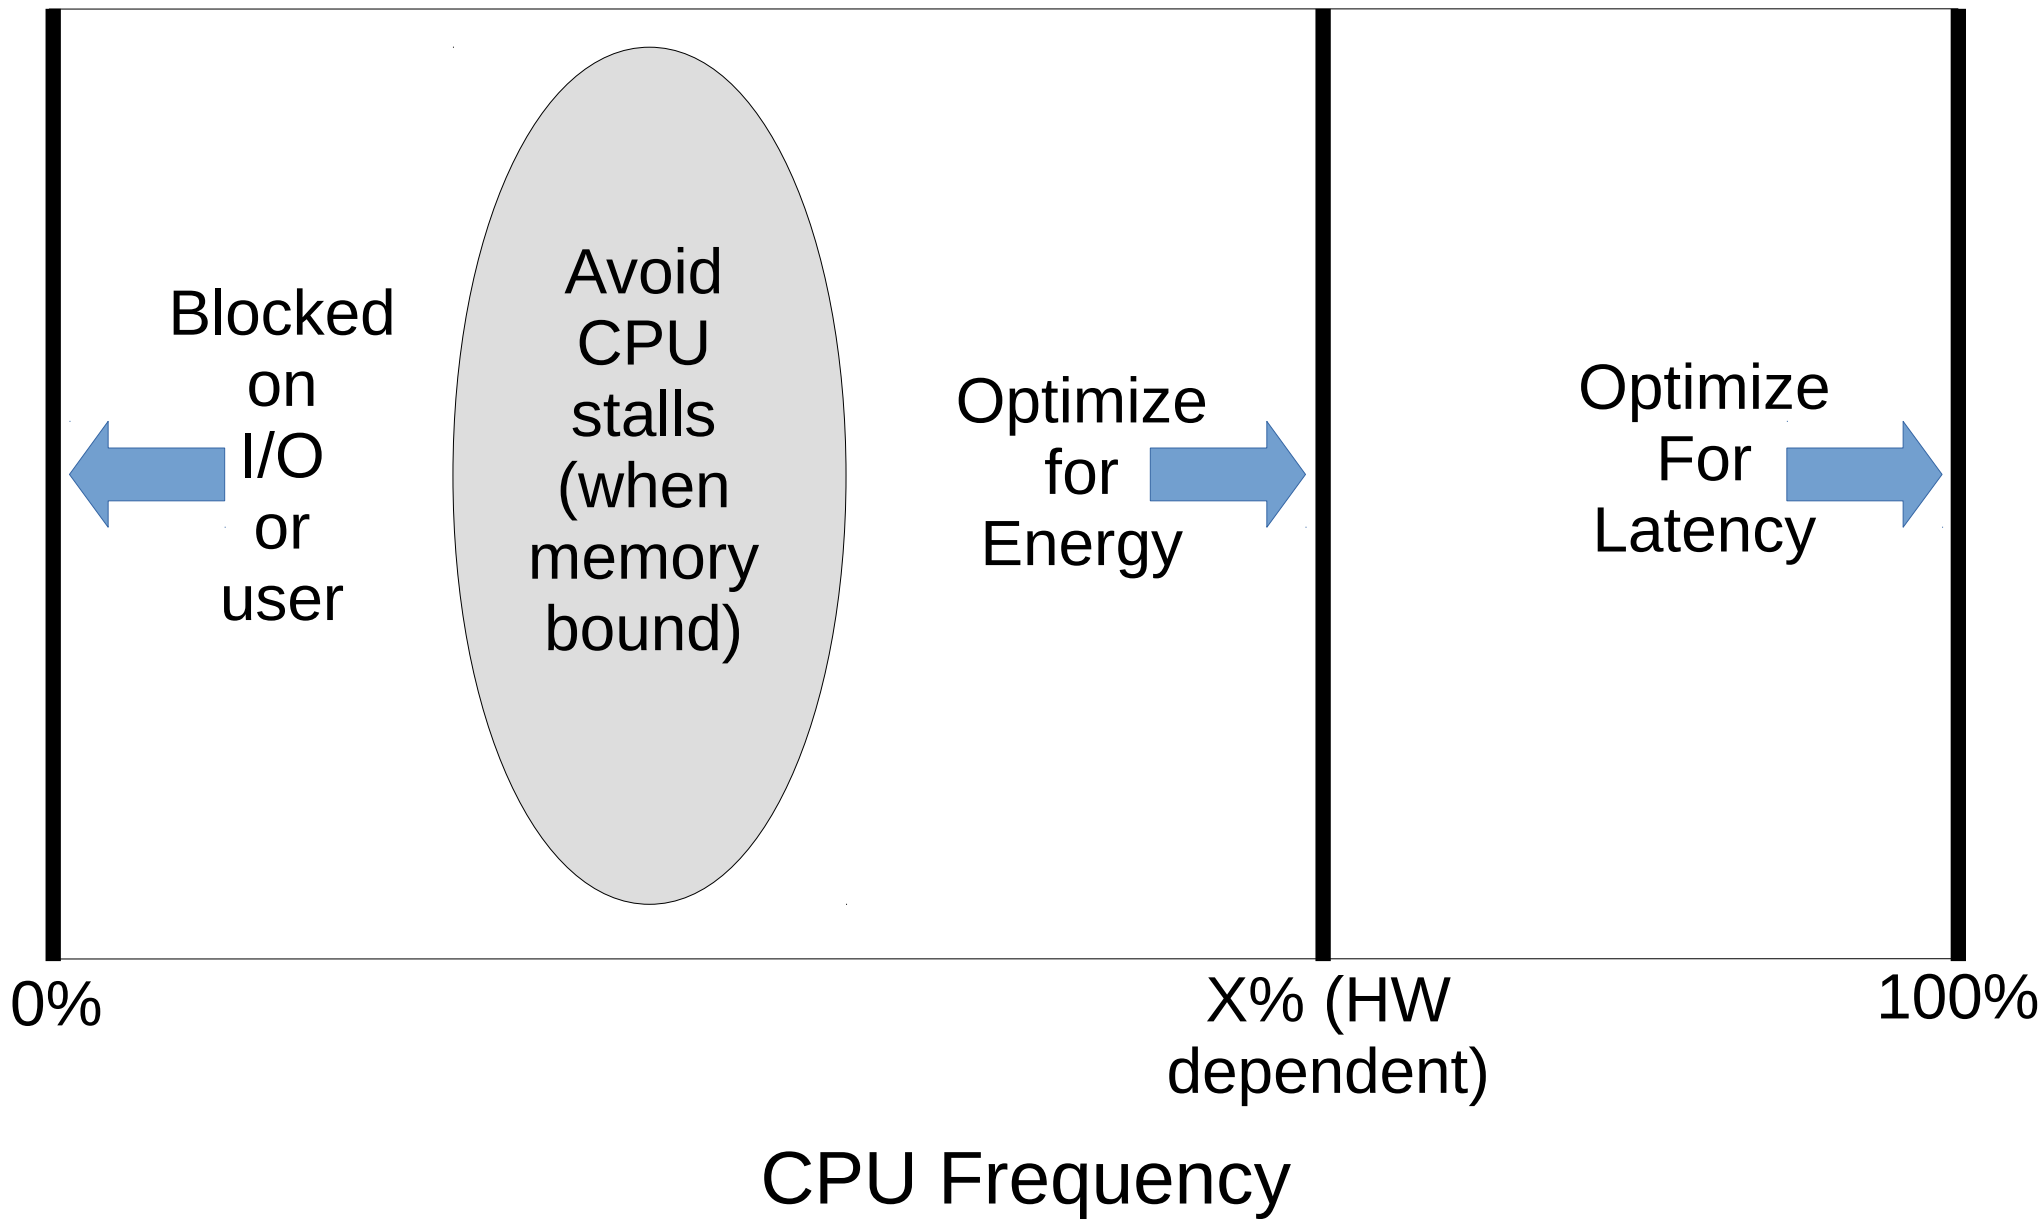 Blocked
on
I/O
or
user
Avoid
CPU
stalls
(when
memory
bound)
Optimize
for
Energy
Optimize
For
Latency
0%
X% (HW
dependent)
100%
CPU Frequency